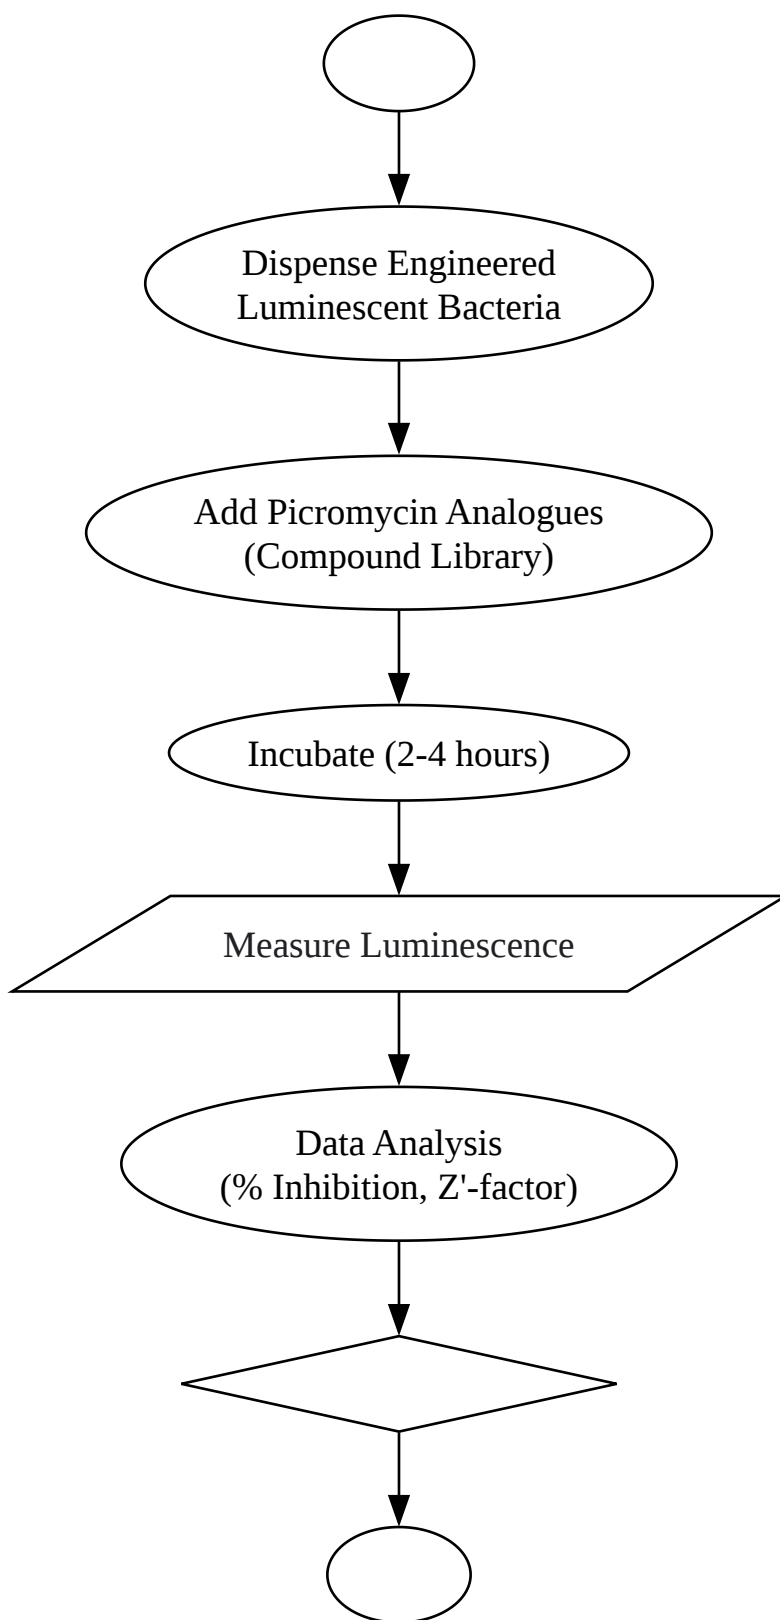 Dispense Engineered
Luminescent Bacteria
Add Picromycin Analogues
(Compound Library)
Incubate (2-4 hours)
Measure Luminescence
Data Analysis
(% Inhibition, Z'-factor)